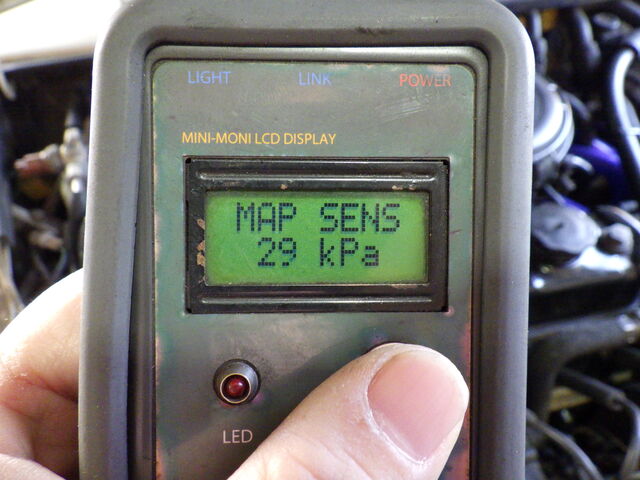 LIGHT LINK POWER
MINI-MONI LCD DISPLAY
MAP SENS
29 kPa
LED